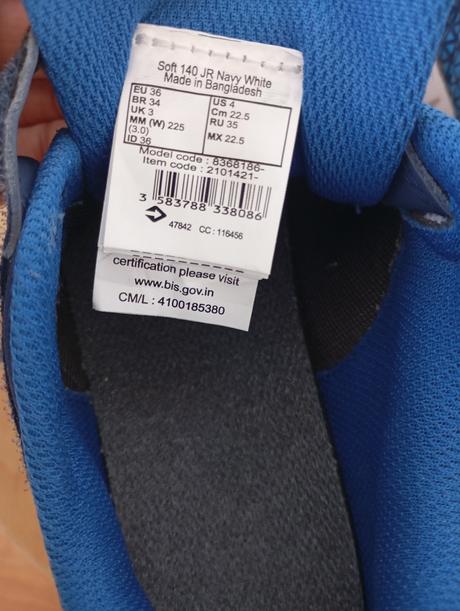 Soft 140 JR Navy White
Made in Bangladesh
EU 36
BR 34
UK 3
MM (W) 225
(3.0)
ID 36
US 4
Cm 22.5
RU 35
MX 22.5
Model code : 8368186-
Item code : 2101421-
3 583788 338086
47842 CC : 116456
certification please visit
www.bis.gov.in
CM/L : 4100185380